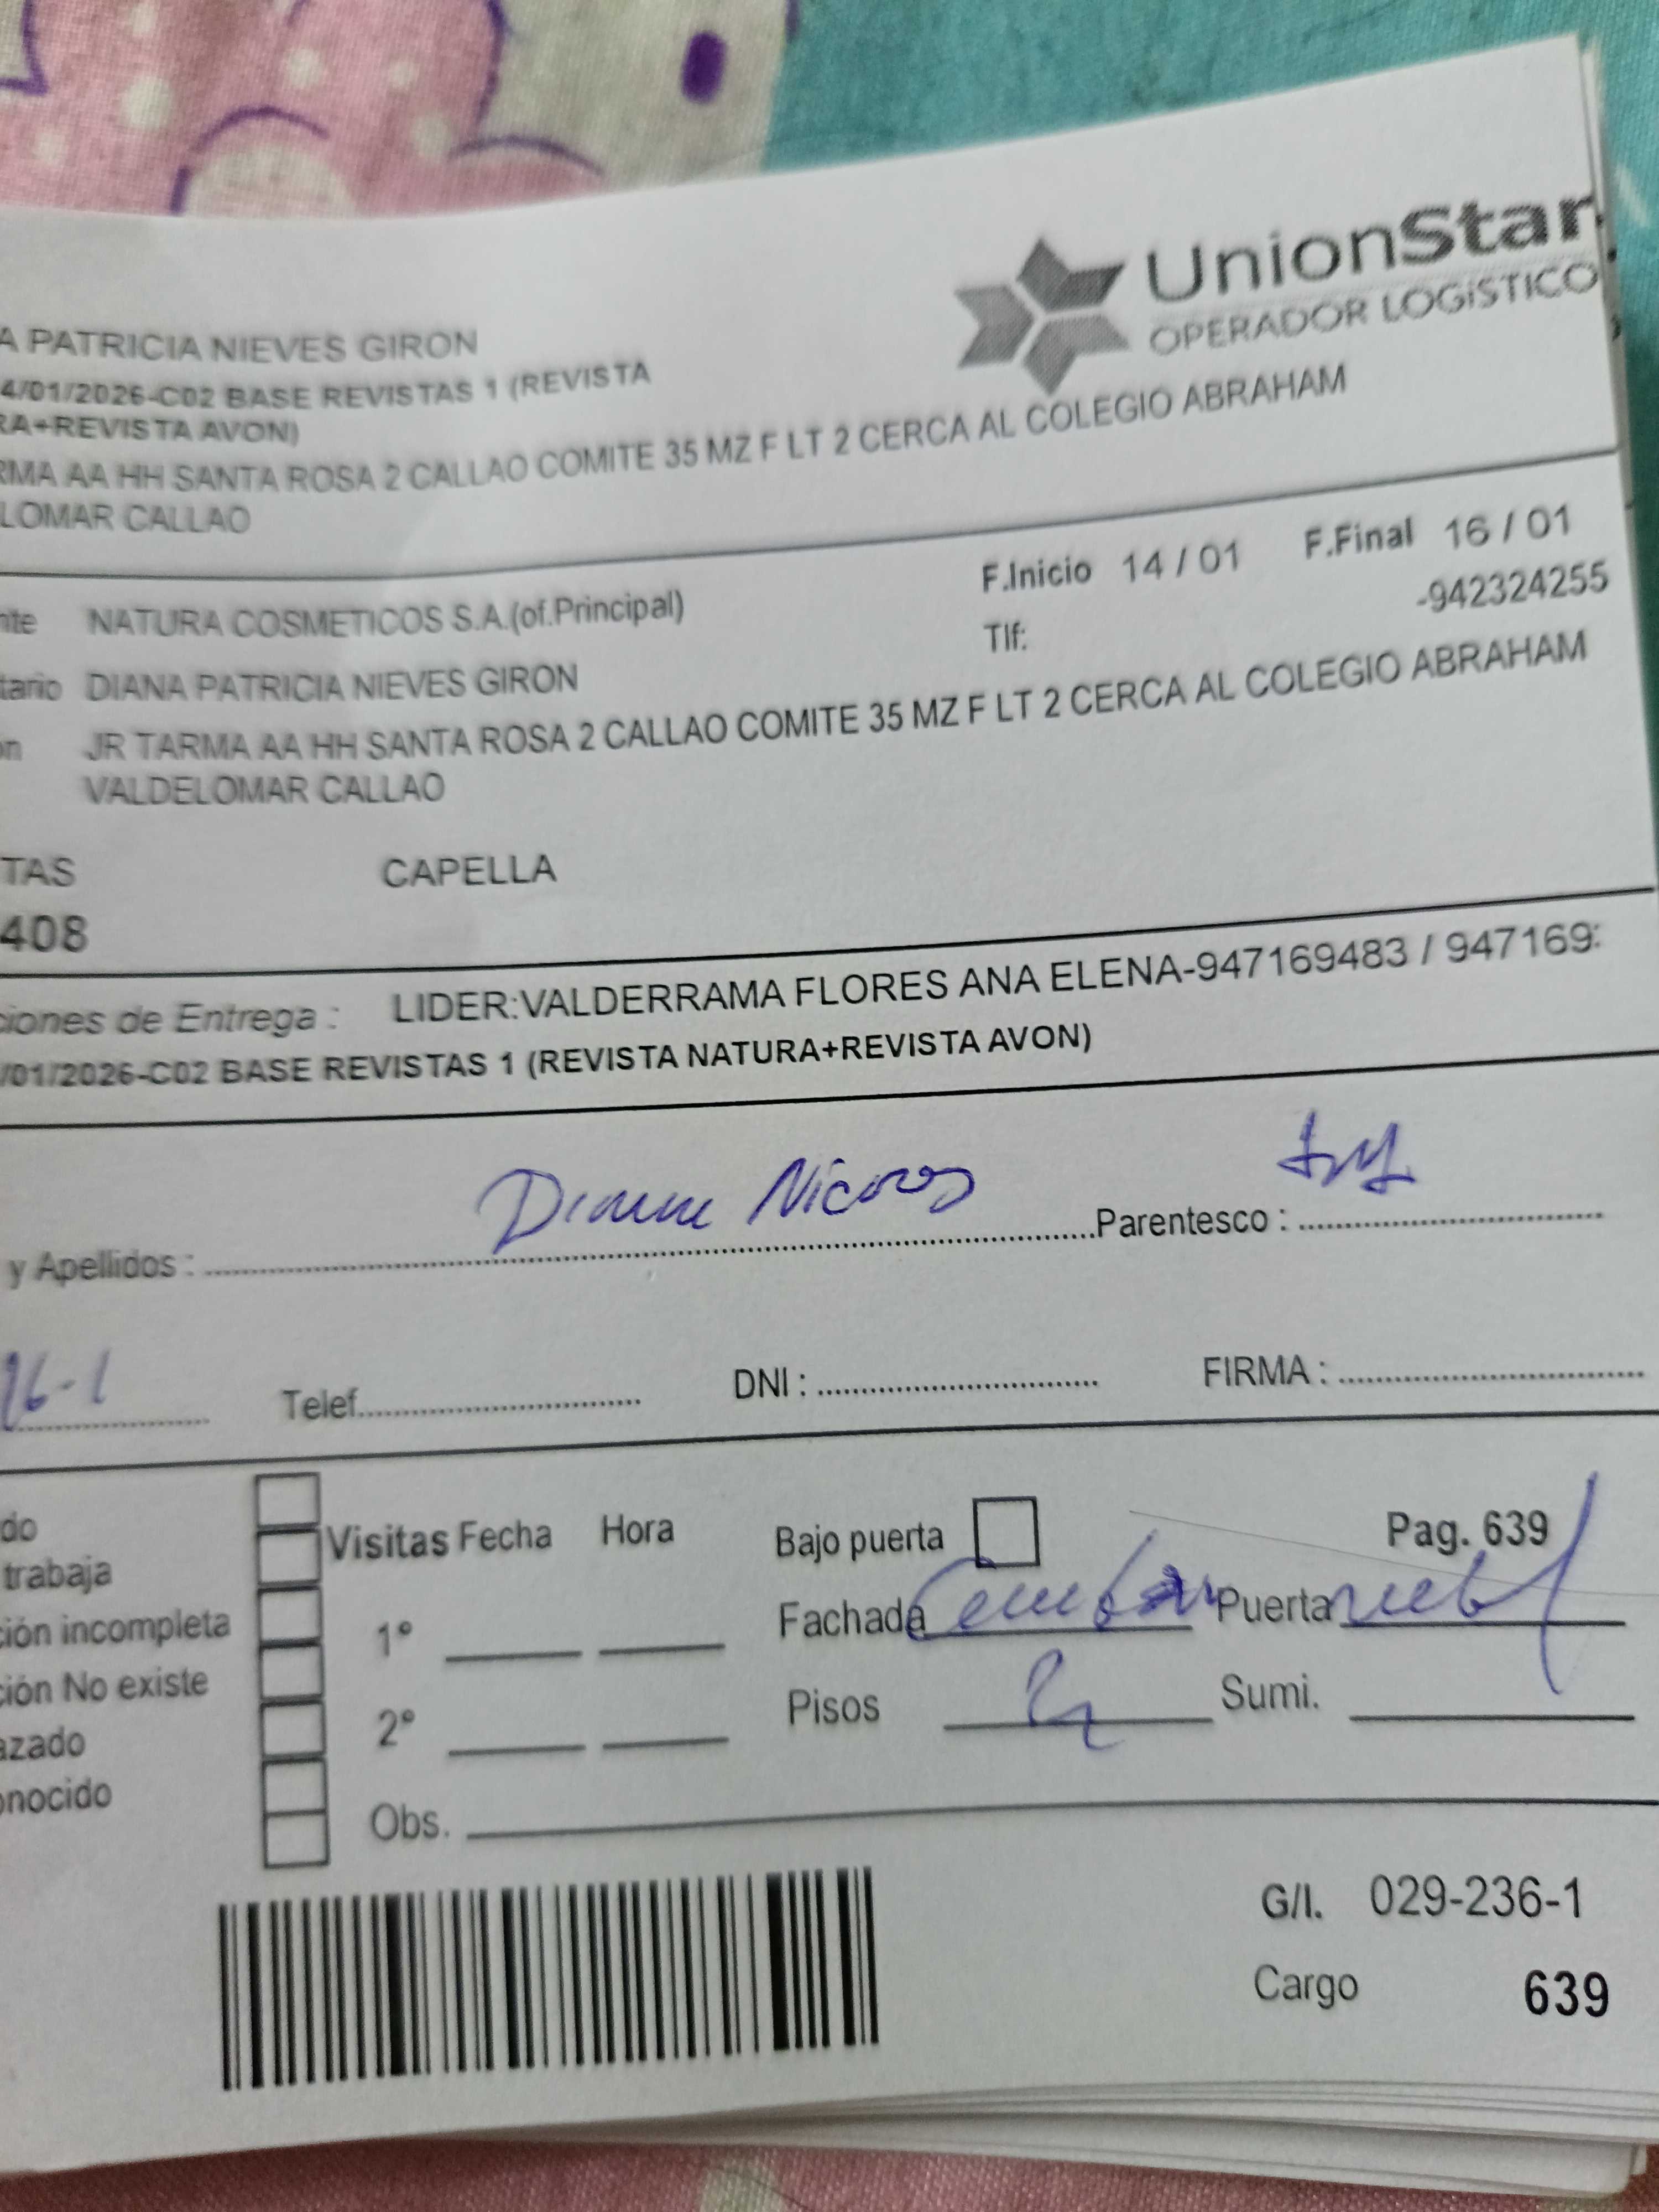 UnionStar
OPERADOR LOGÍSTICO
A PATRICIA NIEVES GIRON
4/01/2026-C02 BASE REVISTAS 1 (REVISTA
RA+REVISTA AVON)
RMA AA HH SANTA ROSA 2 CALLAO COMITE 35 MZ F LT 2 CERCA AL COLEGIO ABRAHAM
LOMAR CALLAO
F.Inicio 14 / 01 F.Final 16 / 01
nte NATURA COSMETICOS S.A.(of.Principal)
Tlf: -942324255
tario DIANA PATRICIA NIEVES GIRON
ón JR TARMA AA HH SANTA ROSA 2 CALLAO COMITE 35 MZ F LT 2 CERCA AL COLEGIO ABRAHAM
VALDELOMAR CALLAO
TAS CAPELLA
408
ciones de Entrega : LIDER:VALDERRAMA FLORES ANA ELENA-947169483 / 947169
/01/2026-C02 BASE REVISTAS 1 (REVISTA NATURA+REVISTA AVON)
y Apellidos : Parentesco :
16-1 Telef. DNI : FIRMA :
do
trabaja
ción incompleta
ción No existe
azado
onocido
Visitas Fecha Hora
1°
2°
Obs.
Bajo puerta Pag. 639
Fachada Puerta
Pisos 2 Sumi.
G/I. 029-236-1
Cargo 639